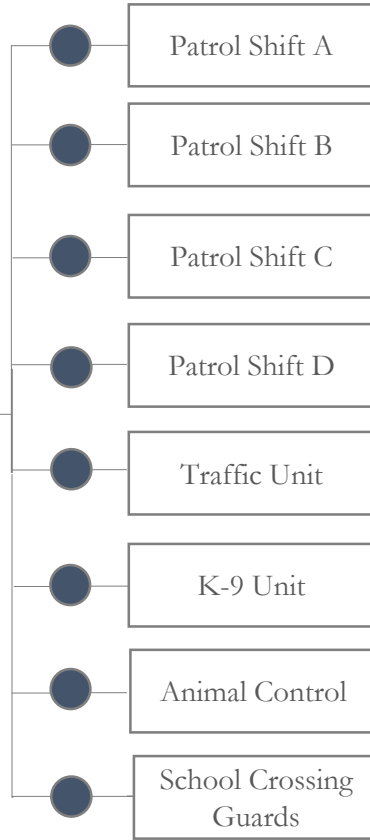 Patrol Shift A
Patrol Shift B
Patrol Shift C
Patrol Shift D
Traffic Unit
K-9 Unit
Animal Control
School Crossing
Guards